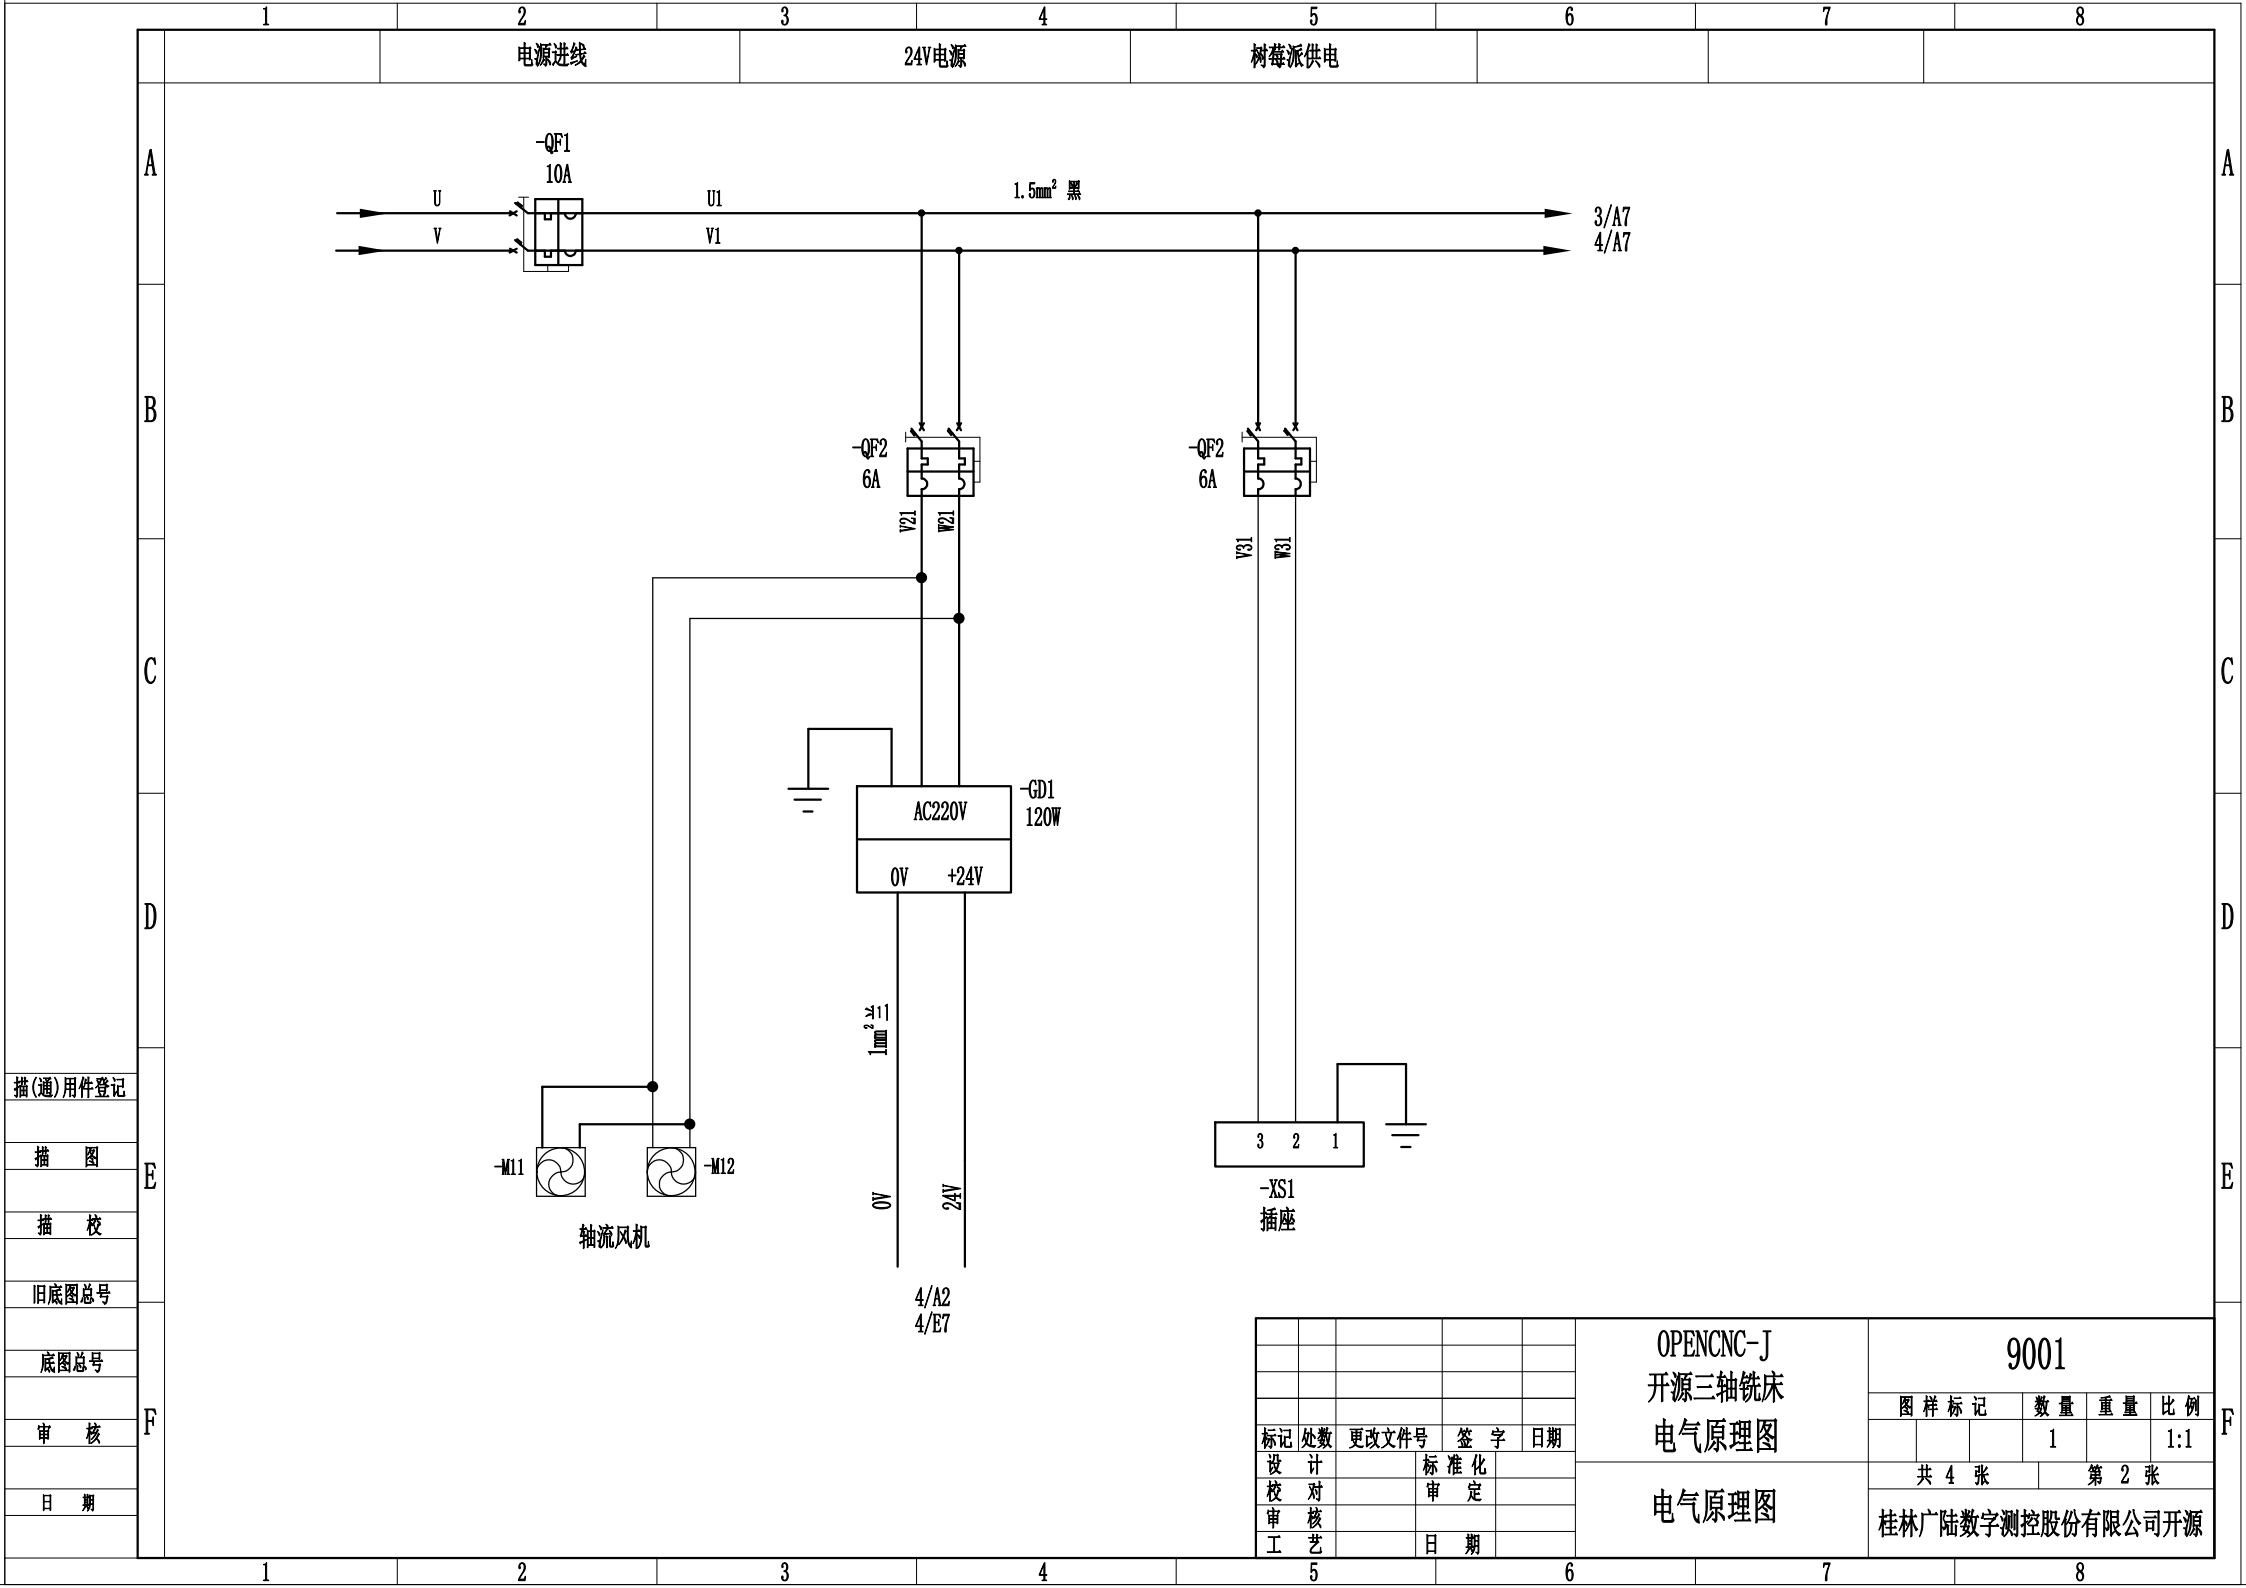 1 2 3 4 5 6 7 8
电源进线 24V电源 树莓派供电
A A
-QF1
10A
U U1 1.5mm² 黑
V V1
3/A7
4/A7
B B
-QF2 -QF2
6A 6A
V21 W21 V31 W31
C C
-GD1
120W
AC220V
0V +24V
D D
1mm²
描(通)用件登记
3 2 1
描 图
-M11 -M12
E E
-XS1
插座
0V 24V
描 校
轴流风机
旧底图总号
4/A2
4/E7
底图总号
审 核
日 期
F F
OPENCNC-J
开源三轴铣床
电气原理图
9001
图 样 标 记 数 量 重 量 比 例
1 1:1
标记 处数 更改文件号 签 字 日期
设 计 标 准 化
校 对 审 定
审 核
工 艺 日 期
共 4 张 第 2 张
电气原理图
桂林广陆数字测控股份有限公司开源
1 2 3 4 5 6 7 8